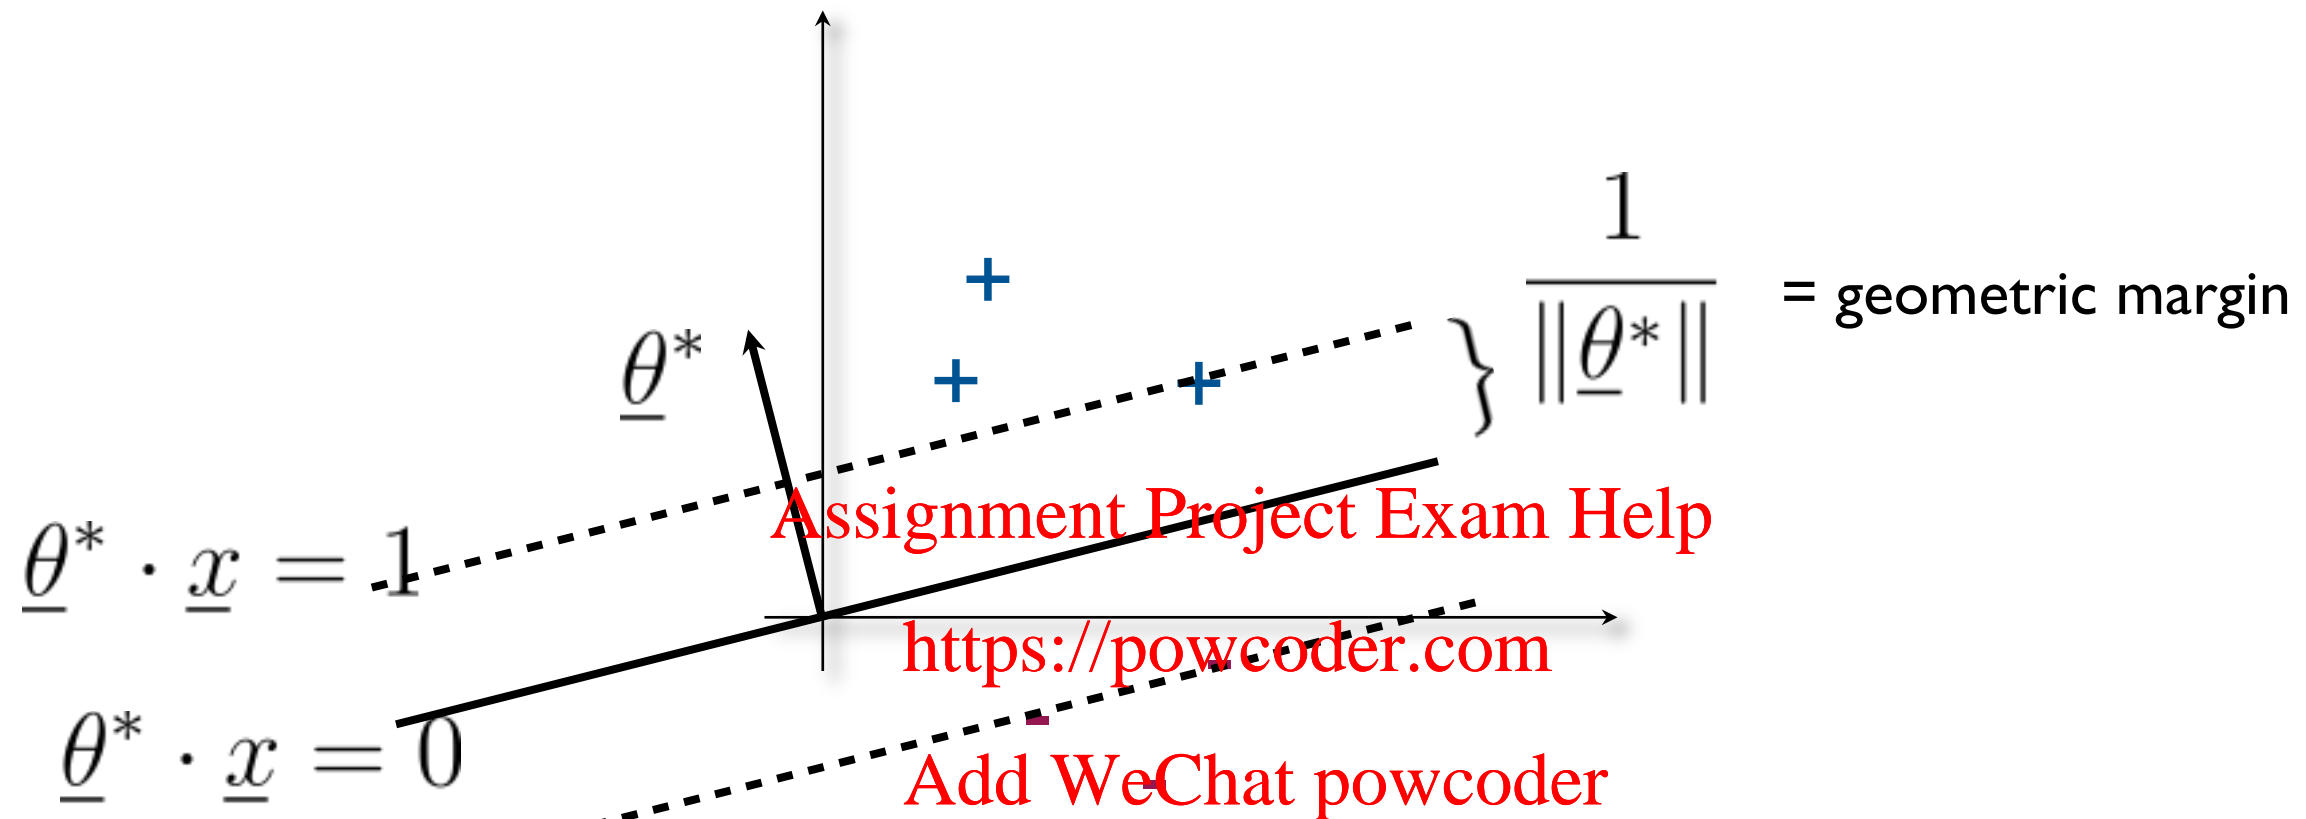 1
‖θ*‖ = geometric margin
θ*
θ* · x = 1
Assignment Project Exam Help
https://powcoder.com
θ* · x = 0
Add WeChat powcoder